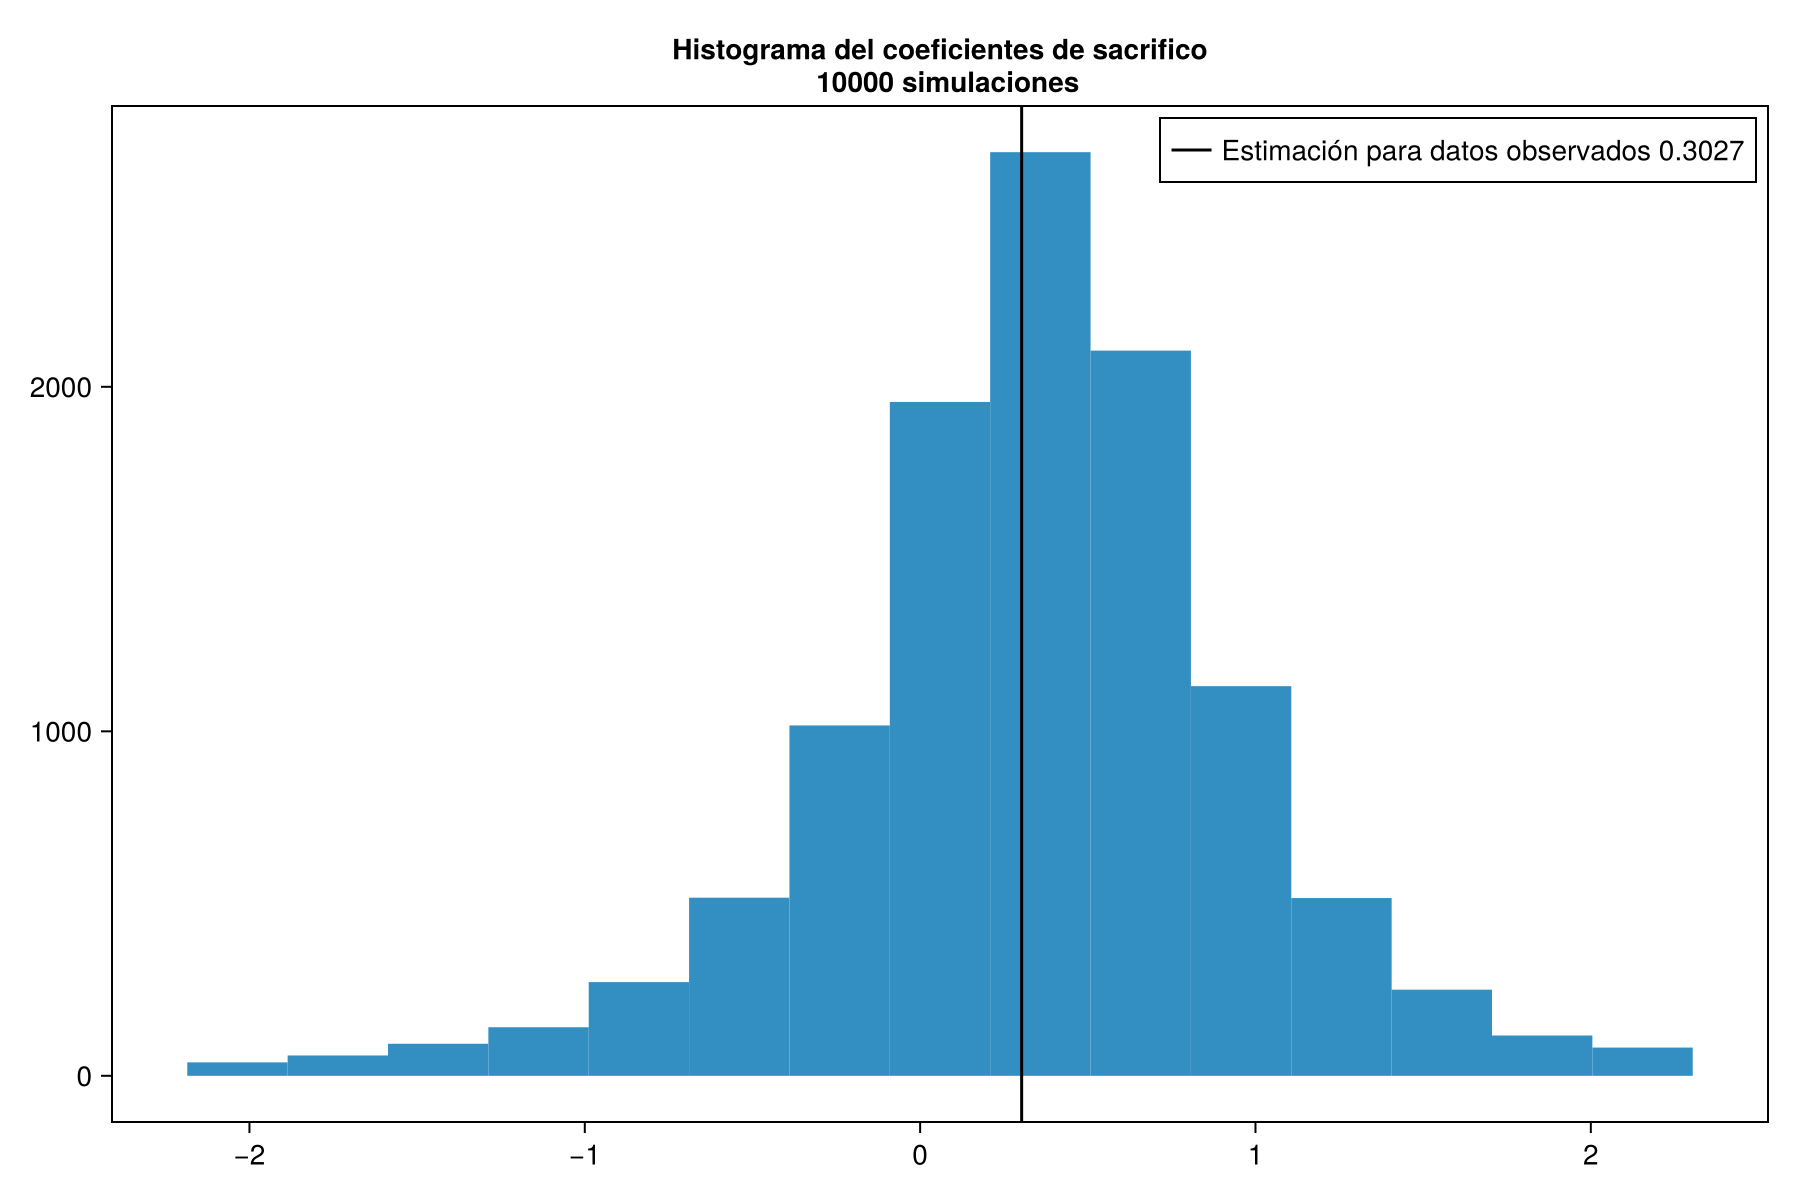 Histograma del coeficientes de sacrifico
10000 simulaciones
Estimación para datos observados 0.3027
2000
1000
0
−2
−1
0
1
2